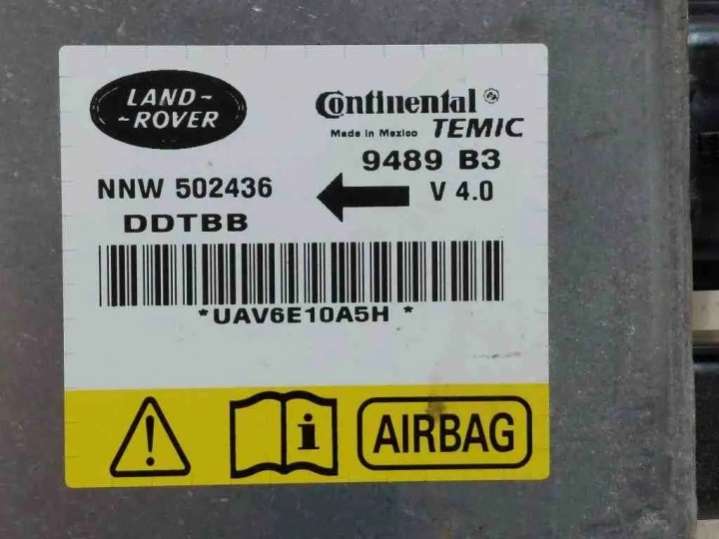 LAND-
-ROVER
Continental
Made in Mexico TEMIC
9489 B3
NNW 502436
V 4.0
DDTBB
*UAV6E10A5H *
i
AIRBAG